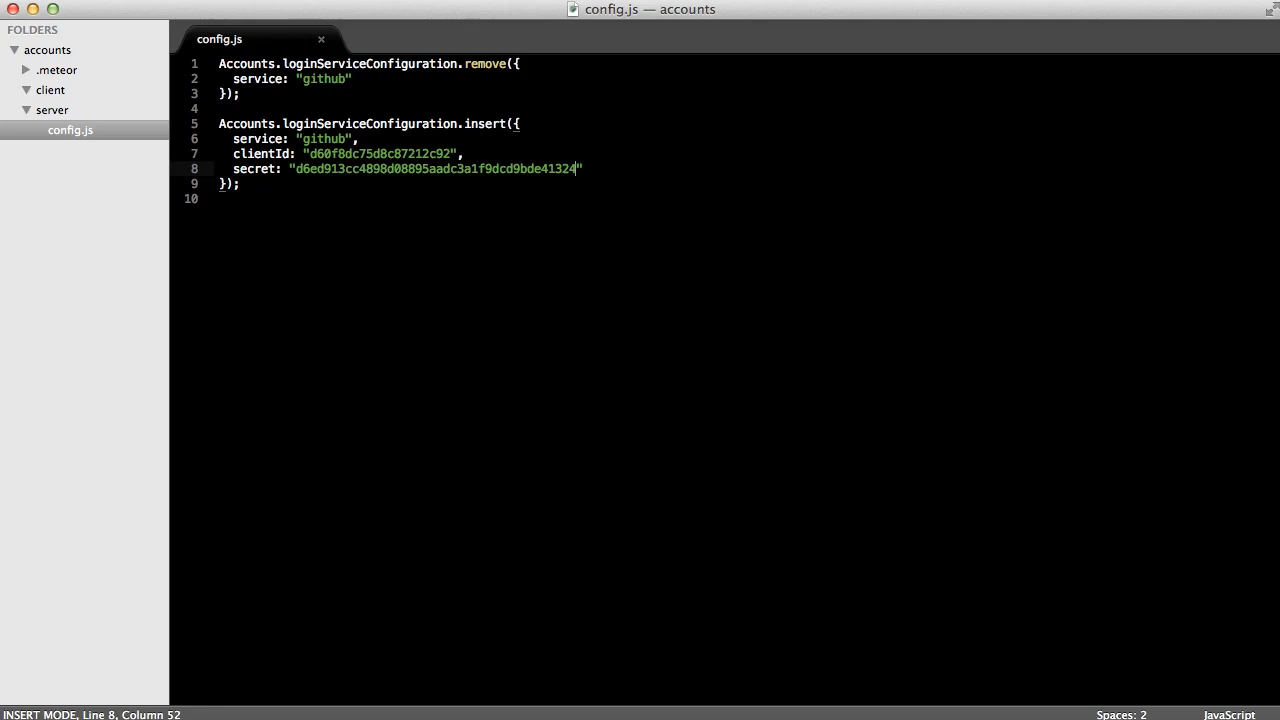 config.js — accounts
FOLDERS
accounts
.meteor
client
server
config.js
config.js ×
1 Accounts.loginServiceConfiguration.remove({
2   service: "github"
3 });
4
5 Accounts.loginServiceConfiguration.insert({
6   service: "github",
7   clientId: "d60f8dc75d8c87212c92",
8   secret: "d6ed913cc4898d08895aadc3a1f9dcd9bde41324"
9 });
10
INSERT MODE, Line 8, Column 52
Spaces: 2
JavaScript